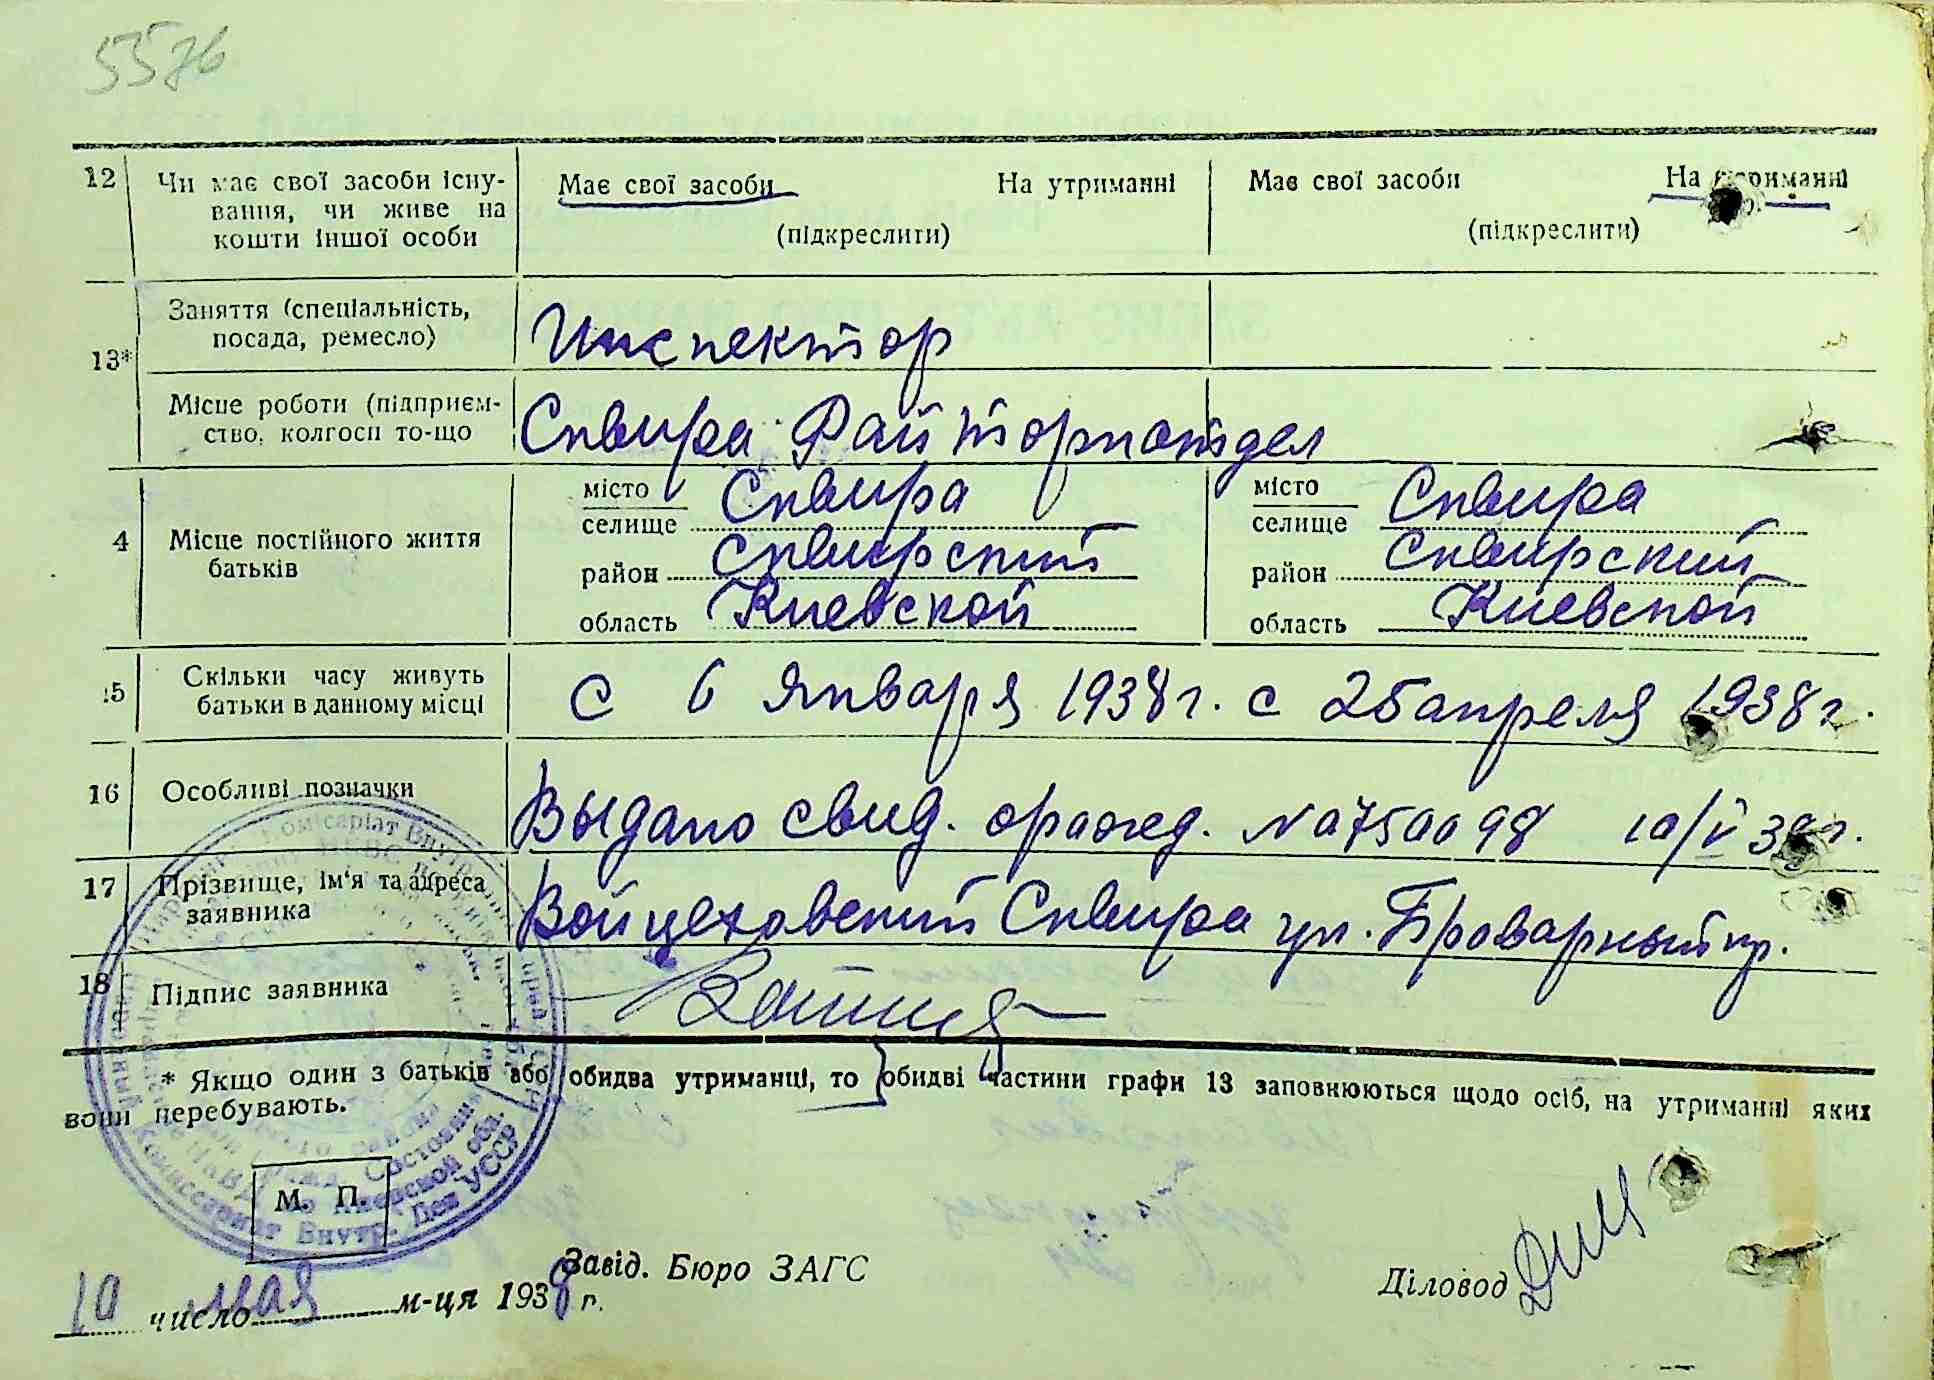 557б
12 Чи має свої засоби існу- Має свої засоби На утриманні Має свої засоби На утриманні
вання, чи живе на
кошти іншої особи (підкреслити) (підкреслити)
Заняття (спеціальність,
посада, ремесло) Инспектор
13*
Місце роботи (підприєм- Сквира Райторготдел
ство, колгосп то-що
місто Сквира місто Сквира
селище селище
4 Місце постійного життя
батьків
район Сквирский район Сквирский
область Киевской область Киевской
15 Скільки часу живуть
батьки в данному місці с 6 января 1938 г. с 25 апреля 1938 г.
16 Особливі позначки Выдано свид. о рожд. № 10/V 38 г.
17 Прізвище, ім'я та адреса
заявника Войцеховский Сквира ул. Броварный пр.
18 Підпис заявника
* Якщо один з батьків або обидва утриманці, то обидві частини графи 13 заповнюються щодо осіб, на утриманні яких
вони перебувають.
М. П.
Завід. Бюро ЗАГС Діловод
10 число мая м-ця 1938 г.